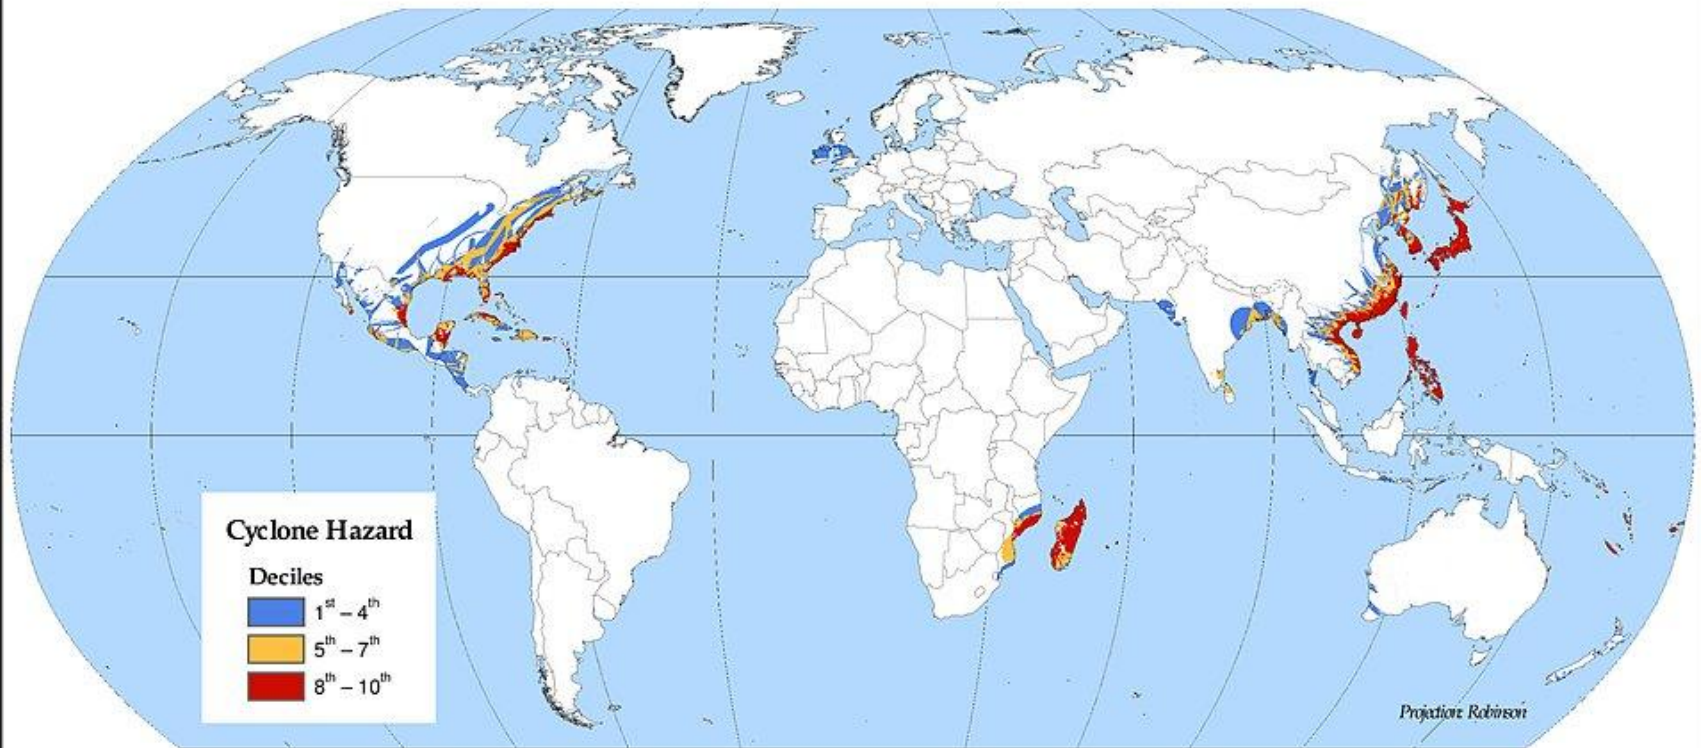 Cyclone Hazard
Deciles
1st – 4th
5th – 7th
8th – 10th
Projection: Robinson